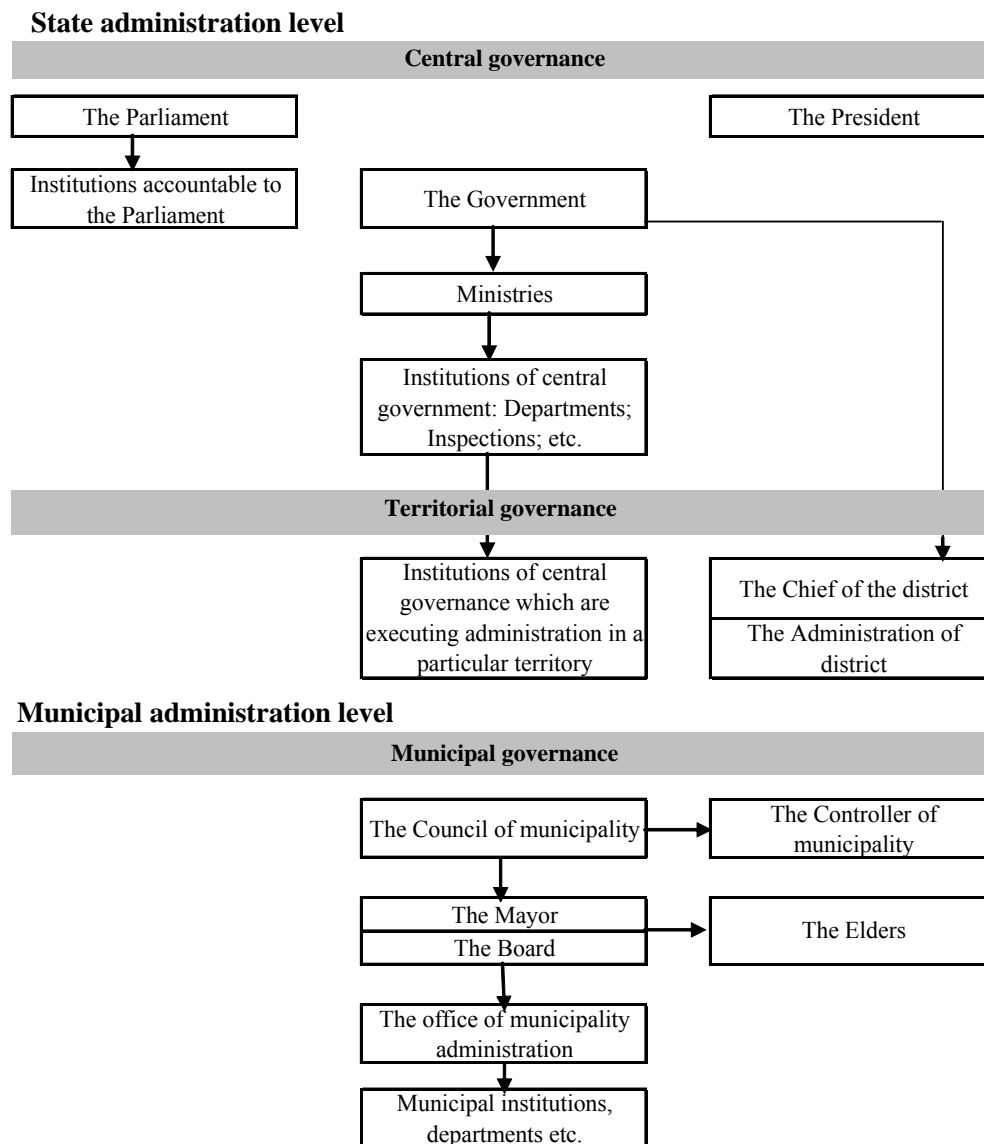 State administration level
Central governance
The Parliament
The President
Institutions accountable to
the Parliament
The Government
Ministries
Institutions of central
government: Departments;
Inspections; etc.
Territorial governance
Institutions of central
governance which are
executing administration in a
particular territory
The Chief of the district
The Administration of
district
Municipal administration level
Municipal governance
The Council of municipality
The Controller of
municipality
The Mayor
The Board
The Elders
The office of municipality
administration
Municipal institutions,
departments etc.